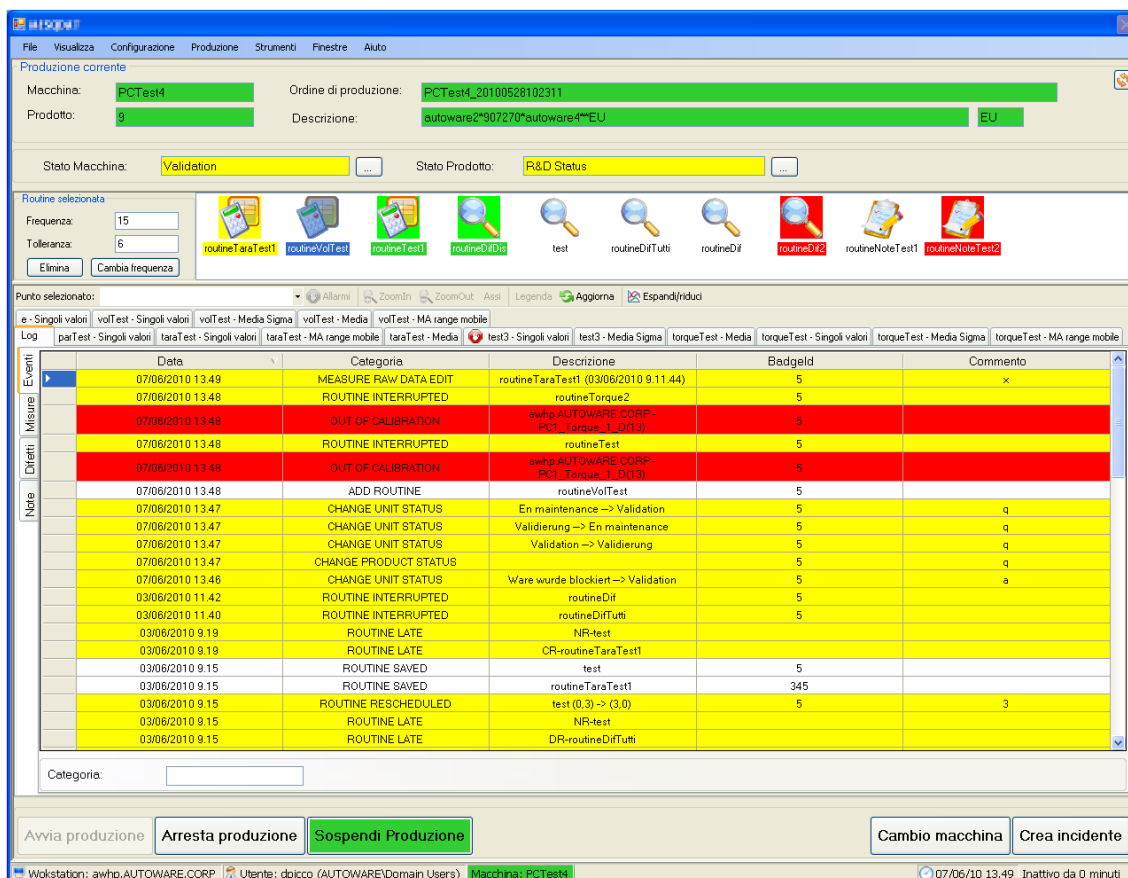 File Visualizza Configurazione Produzione Strumenti Finestre Aiuto
Produzione corrente
Macchina: PCTest4 Ordine di produzione: PCTest4_20100528102311
Prodotto: 9 Descrizione: autoware2*907270*autoware4**EU EU
Stato Macchina: Validation ... Stato Prodotto: R&D Status ...
Routine selezionata
Frequenza: 15
Tolleranza: 6
Elimina Cambia frequenza
routineTaraTest1 routineVolTest routineTest1 routineDifDis test routineDifTutti routineDif routineDif2 routineNoteTest1 routineNoteTest2
Punto selezionato: Allarmi ZoomIn ZoomOut Assi Legenda Aggiorna Espandi/riduci
e - Singoli valori volTest - Singoli valori volTest - Media Sigma volTest - Media volTest - MA range mobile
Log parTest - Singoli valori taraTest - Singoli valori taraTest - MA range mobile taraTest - Media test3 - Singoli valori test3 - Media Sigma torqueTest - Media torqueTest - Singoli valori torqueTest - Media Sigma torqueTest - MA range mobile
Eventi
Misure
Difetti
Note
Data Categoria Descrizione BadgeId Commento
07/06/2010 13.49 MEASURE RAW DATA EDIT routineTaraTest1 (03/06/2010 9.11.44) 5 x
07/06/2010 13.48 ROUTINE INTERRUPTED routineTorque2 5
07/06/2010 13.48 OUT OF CALIBRATION awhp.AUTOWARE.CORP - 5
PC1_Torque_1_D(13)
07/06/2010 13.48 ROUTINE INTERRUPTED routineTest 5
07/06/2010 13.48 OUT OF CALIBRATION awhp.AUTOWARE.CORP - 5
PC1_Torque_1_D(13)
07/06/2010 13.48 ADD ROUTINE routineVolTest 5
07/06/2010 13.47 CHANGE UNIT STATUS En maintenance --> Validation 5 q
07/06/2010 13.47 CHANGE UNIT STATUS Validierung --> En maintenance 5 q
07/06/2010 13.47 CHANGE UNIT STATUS Validation --> Validierung 5 q
07/06/2010 13.47 CHANGE PRODUCT STATUS 5 q
07/06/2010 13.46 CHANGE UNIT STATUS Ware wurde blockiert --> Validation 5 a
03/06/2010 11.42 ROUTINE INTERRUPTED routineDif 5
03/06/2010 11.40 ROUTINE INTERRUPTED routineDifTutti 5
03/06/2010 9.19 ROUTINE LATE NR-test
03/06/2010 9.19 ROUTINE LATE CR-routineTaraTest1
03/06/2010 9.15 ROUTINE SAVED test 5
03/06/2010 9.15 ROUTINE SAVED routineTaraTest1 345
03/06/2010 9.15 ROUTINE RESCHEDULED test (0,3) -> (3,0) 5 3
03/06/2010 9.15 ROUTINE LATE NR-test
03/06/2010 9.15 ROUTINE LATE DR-routineDifTutti
Categoria:
Avvia produzione Arresta produzione Sospendi Produzione Cambio macchina Crea incidente
Wokstation: awhp.AUTOWARE.CORP Utente: dpicco (AUTOWARE\Domain Users) Macchina: PCTest4 07/06/10 13.49 Inattivo da 0 minuti